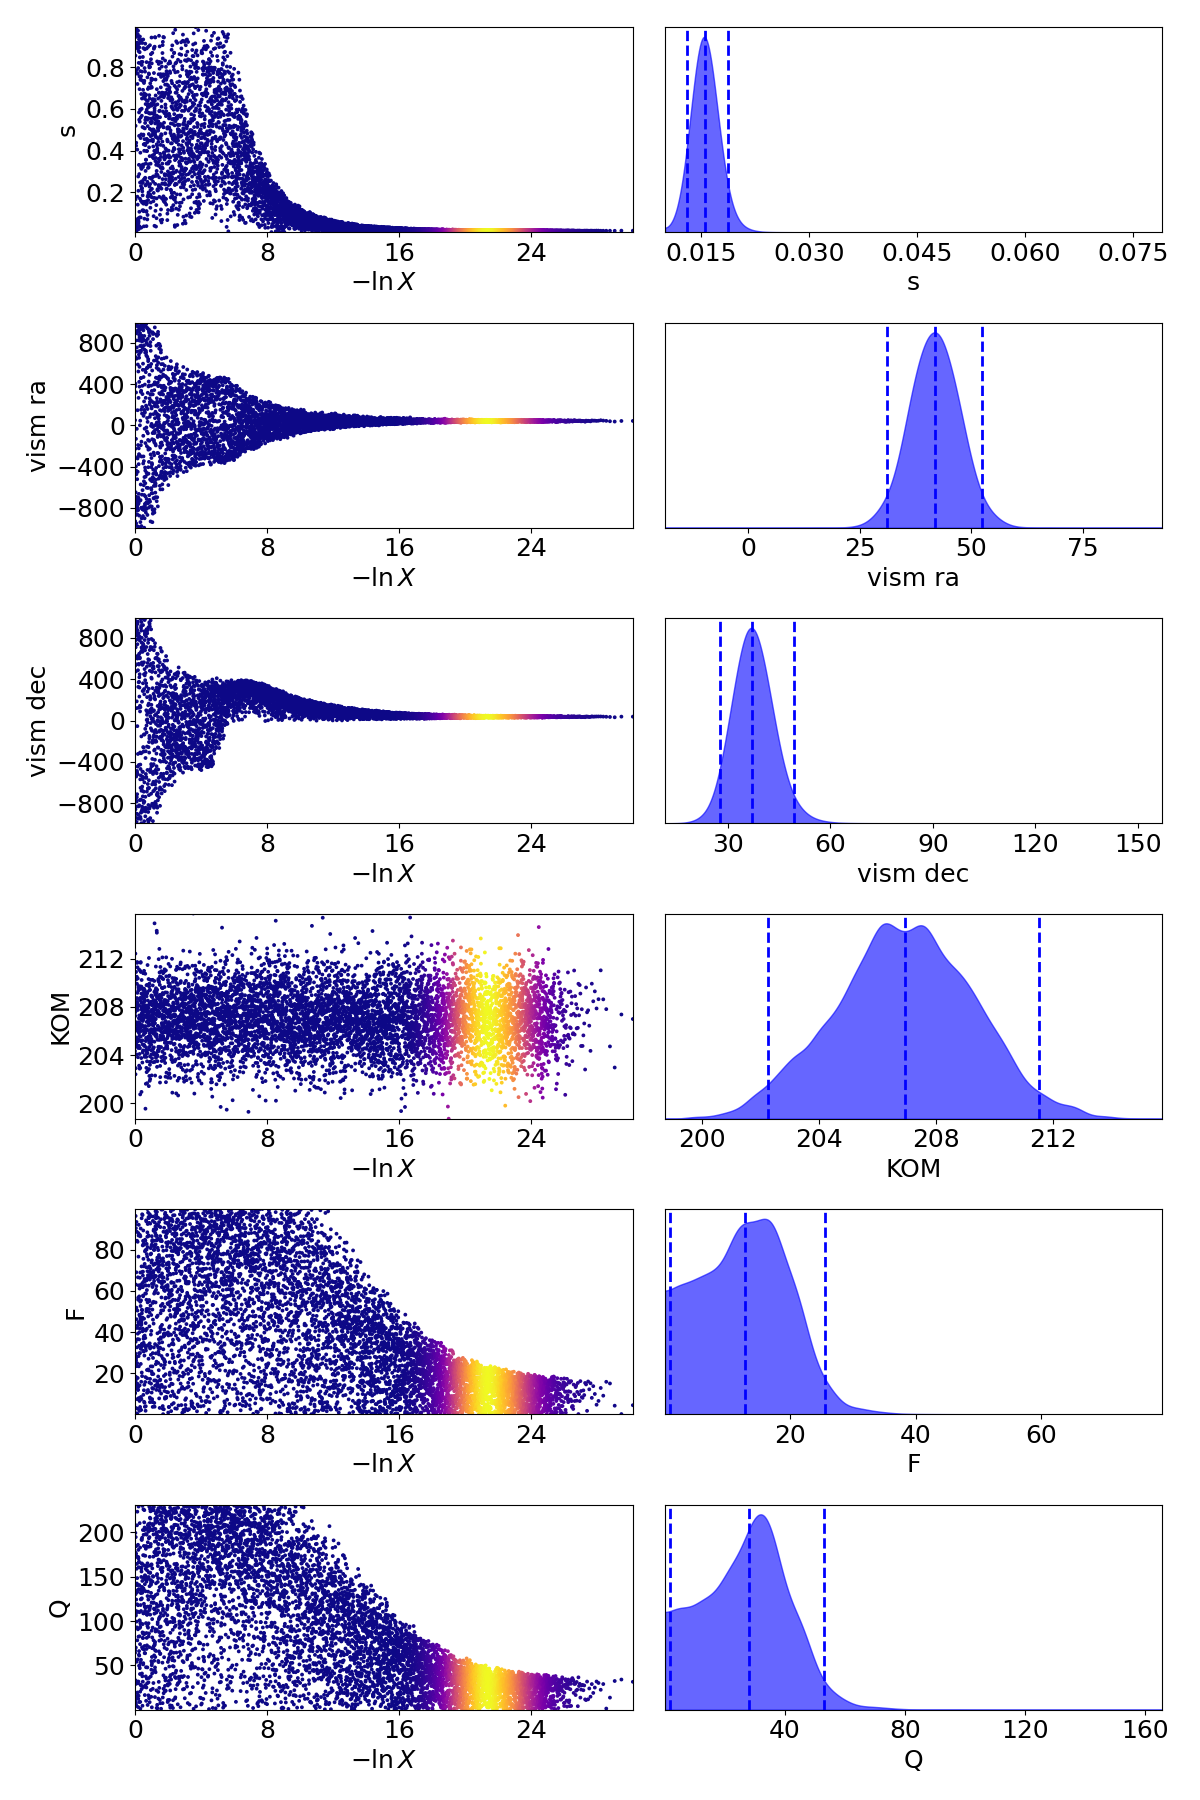 s
0.8
0.6
0.4
0.2
0 8 16 24
−ln X
0.015 0.030 0.045 0.060 0.075
s
vism ra
800
400
0
−400
−800
0 8 16 24
−ln X
0 25 50 75
vism ra
vism dec
800
400
0
−400
−800
0 8 16 24
−ln X
30 60 90 120 150
vism dec
KOM
212
208
204
200
0 8 16 24
−ln X
200 204 208 212
KOM
F
80
60
40
20
0 8 16 24
−ln X
20 40 60
F
Q
200
150
100
50
0 8 16 24
−ln X
40 80 120 160
Q